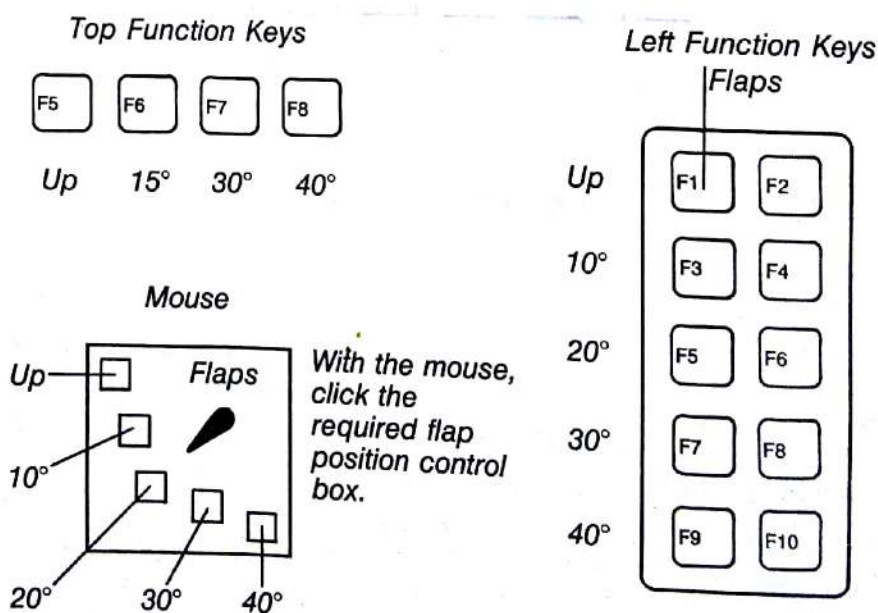 Top Function Keys
F5 F6 F7 F8
Up 15° 30° 40°
Mouse
Up
Flaps
10°
20°
30°
40°
With the mouse,
click the
required flap
position control
box.
Left Function Keys
Flaps
Up F1 F2
10° F3 F4
20° F5 F6
30° F7 F8
40° F9 F10